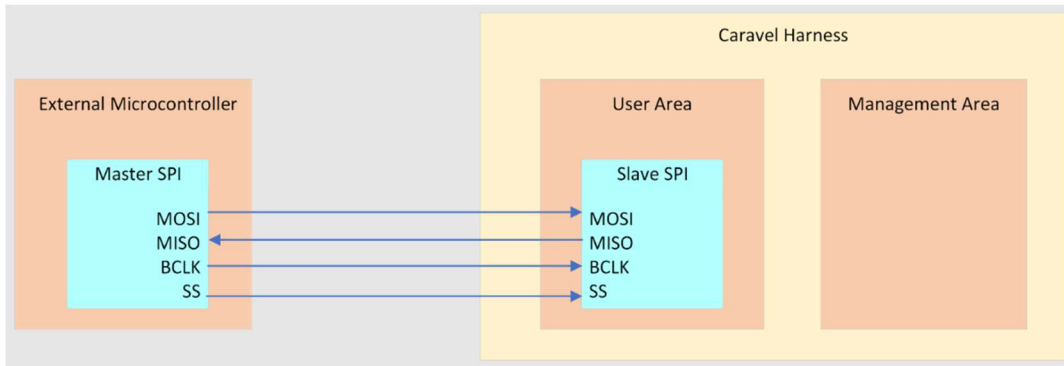 Caravel Harness
External Microcontroller
User Area
Management Area
Master SPI
Slave SPI
MOSI
MISO
BCLK
SS
MOSI
MISO
BCLK
SS